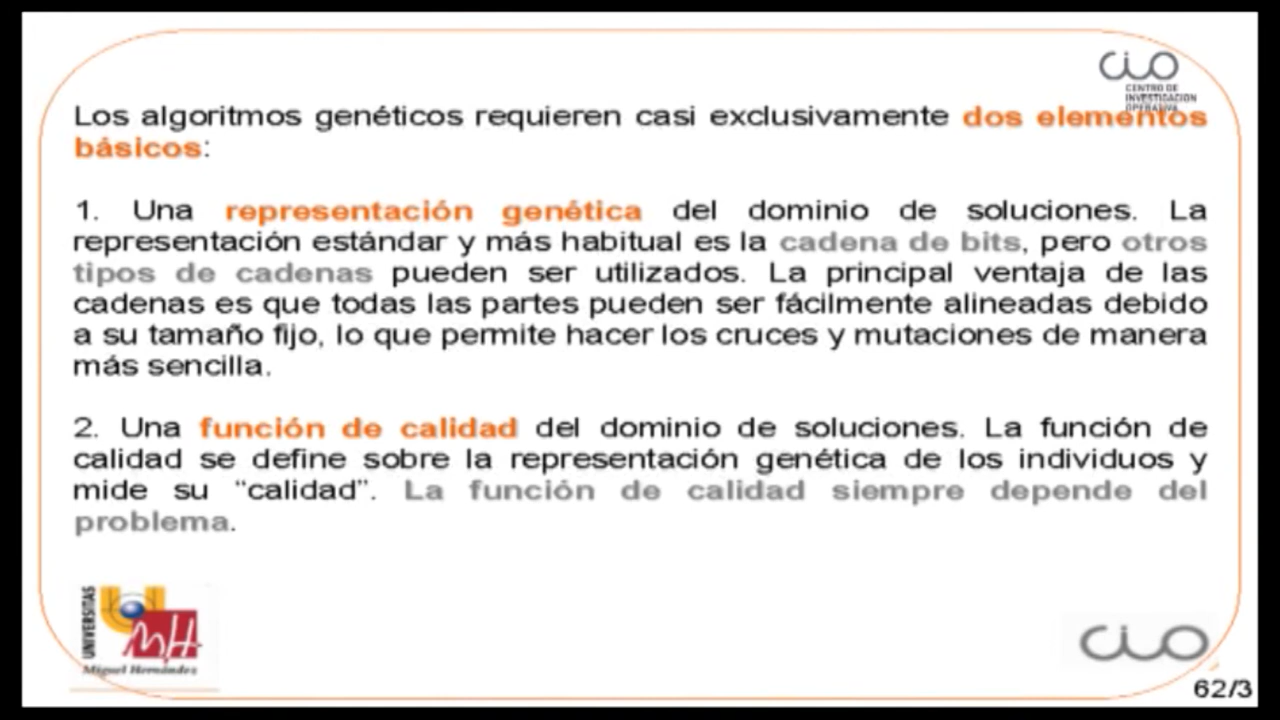 CIO
CENTRO DE
INVESTIGACION
OPERATIVA
Los algoritmos genéticos requieren casi exclusivamente dos elementos
básicos:
1. Una representación genética del dominio de soluciones. La
representación estándar y más habitual es la cadena de bits, pero otros
tipos de cadenas pueden ser utilizados. La principal ventaja de las
cadenas es que todas las partes pueden ser fácilmente alineadas debido
a su tamaño fijo, lo que permite hacer los cruces y mutaciones de manera
más sencilla.
2. Una función de calidad del dominio de soluciones. La función de
calidad se define sobre la representación genética de los individuos y
mide su “calidad”. La función de calidad siempre depende del
problema.
UNIVERSITAS
MH
Miguel Hernández
CIO
62/3